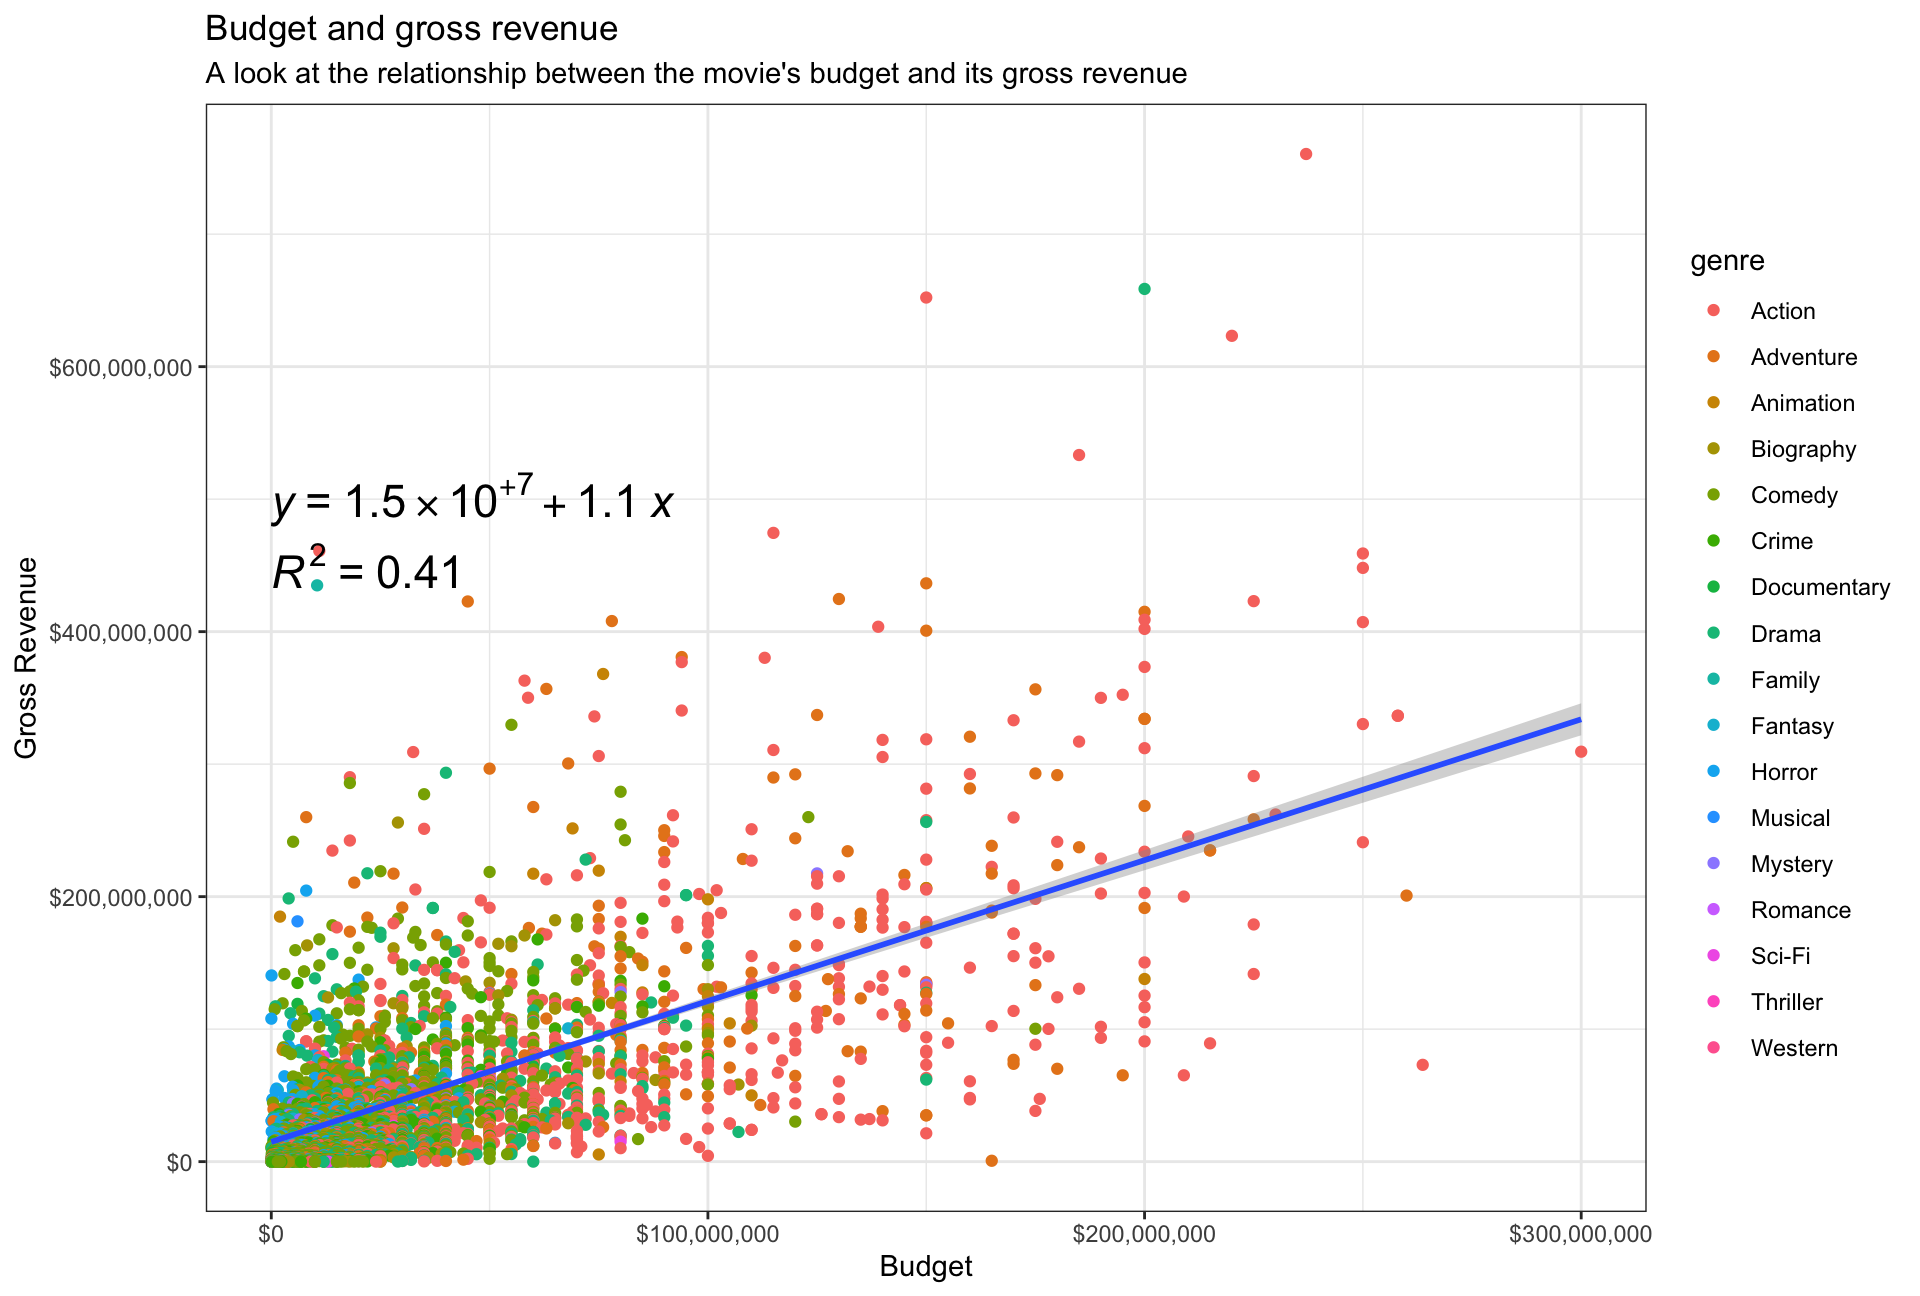 Budget and gross revenue
A look at the relationship between the movie's budget and its gross revenue
y = 1.5 × 10⁺⁷ + 1.1 x
R² = 0.41
Gross Revenue
$600,000,000
$400,000,000
$200,000,000
$0
$0
$100,000,000
$200,000,000
$300,000,000
Budget
genre
Action
Adventure
Animation
Biography
Comedy
Crime
Documentary
Drama
Family
Fantasy
Horror
Musical
Mystery
Romance
Sci-Fi
Thriller
Western